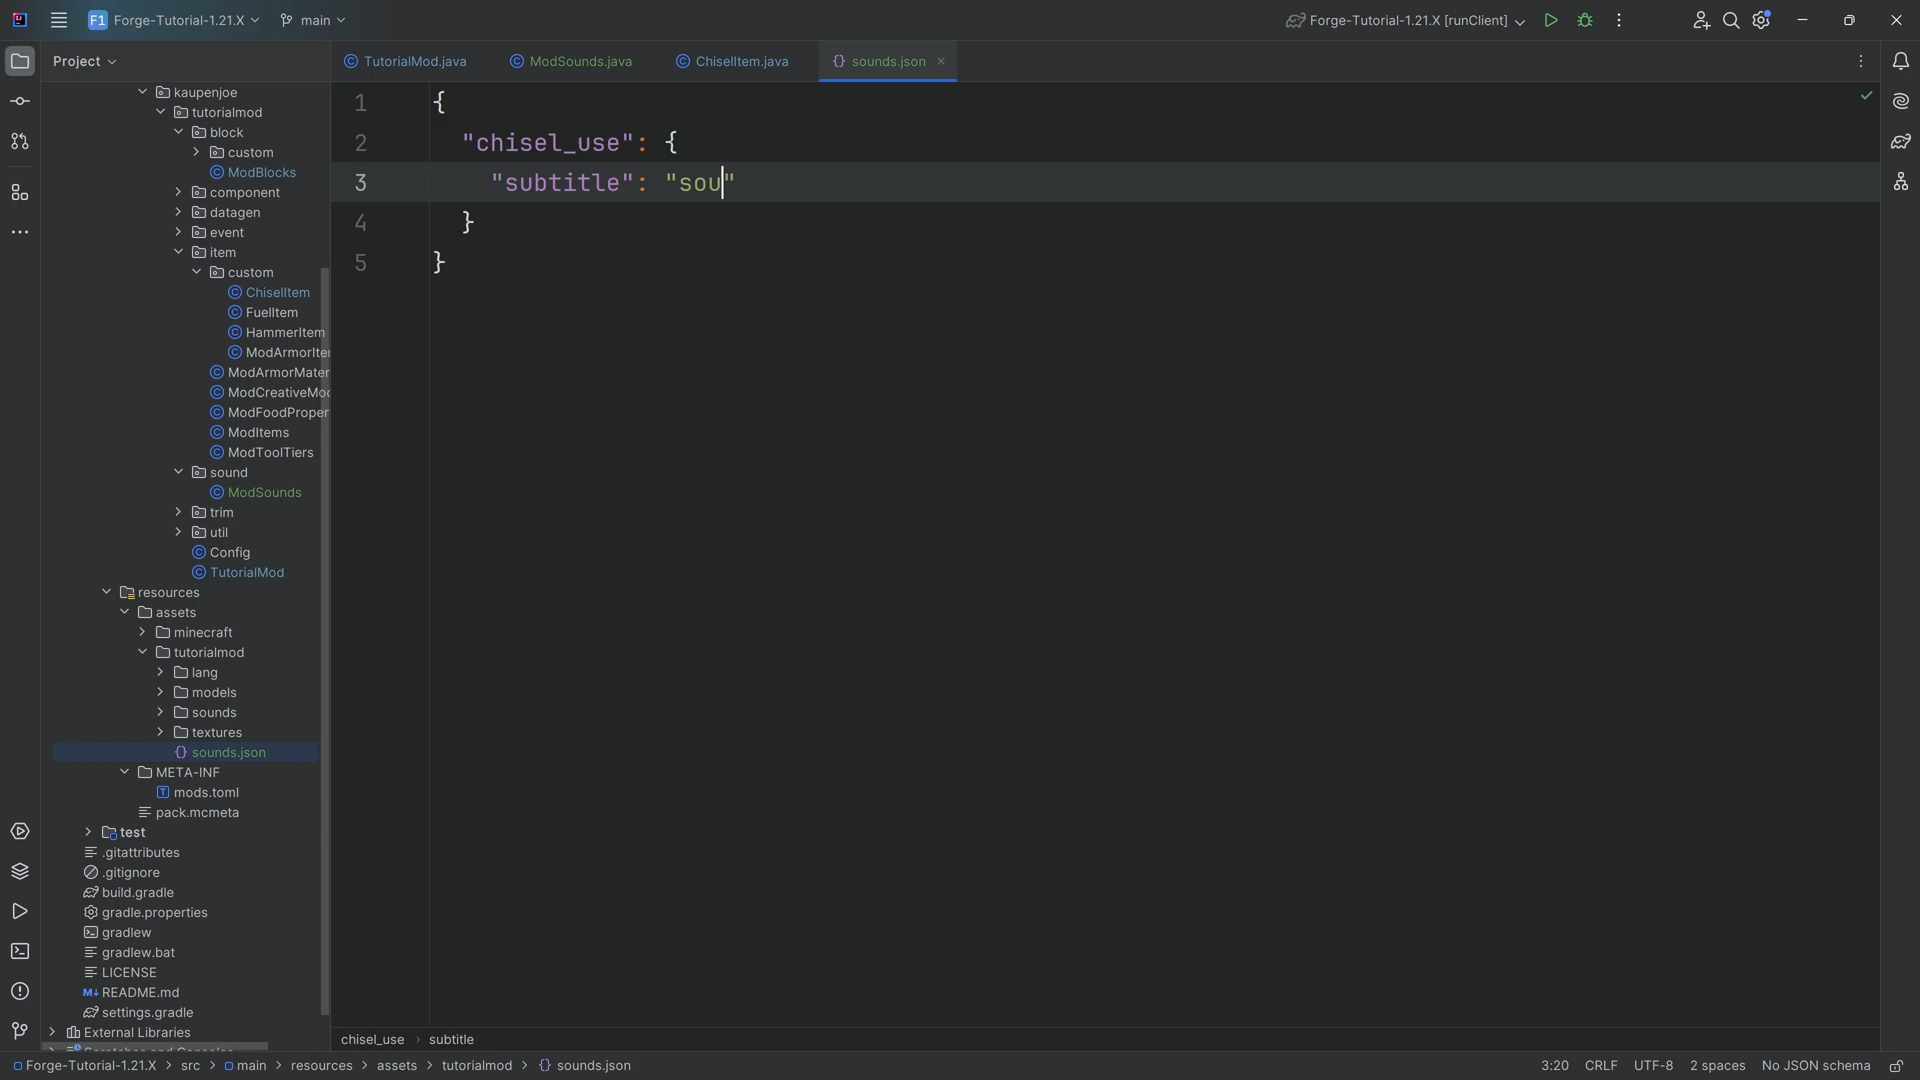 F1 Forge-Tutorial-1.21.X main Forge-Tutorial-1.21.X [runClient]
Project TutorialMod.java ModSounds.java ChiselItem.java sounds.json
kaupenjoe
tutorialmod
block
custom
ModBlocks
component
datagen
event
item
custom
ChiselItem
FuelItem
HammerItem
ModArmorIter
ModArmorMater
ModCreativeMod
ModFoodProper
ModItems
ModToolTiers
sound
ModSounds
trim
util
Config
TutorialMod
resources
assets
minecraft
tutorialmod
lang
models
sounds
textures
sounds.json
META-INF
mods.toml
pack.mcmeta
test
.gitattributes
.gitignore
build.gradle
gradle.properties
gradlew
gradlew.bat
LICENSE
README.md
settings.gradle
External Libraries
1 {
2 "chisel_use": {
3 "subtitle": "sou"
4 }
5 }
chisel_use › subtitle
Forge-Tutorial-1.21.X > src > main > resources > assets > tutorialmod > sounds.json 3:20 CRLF UTF-8 2 spaces No JSON schema